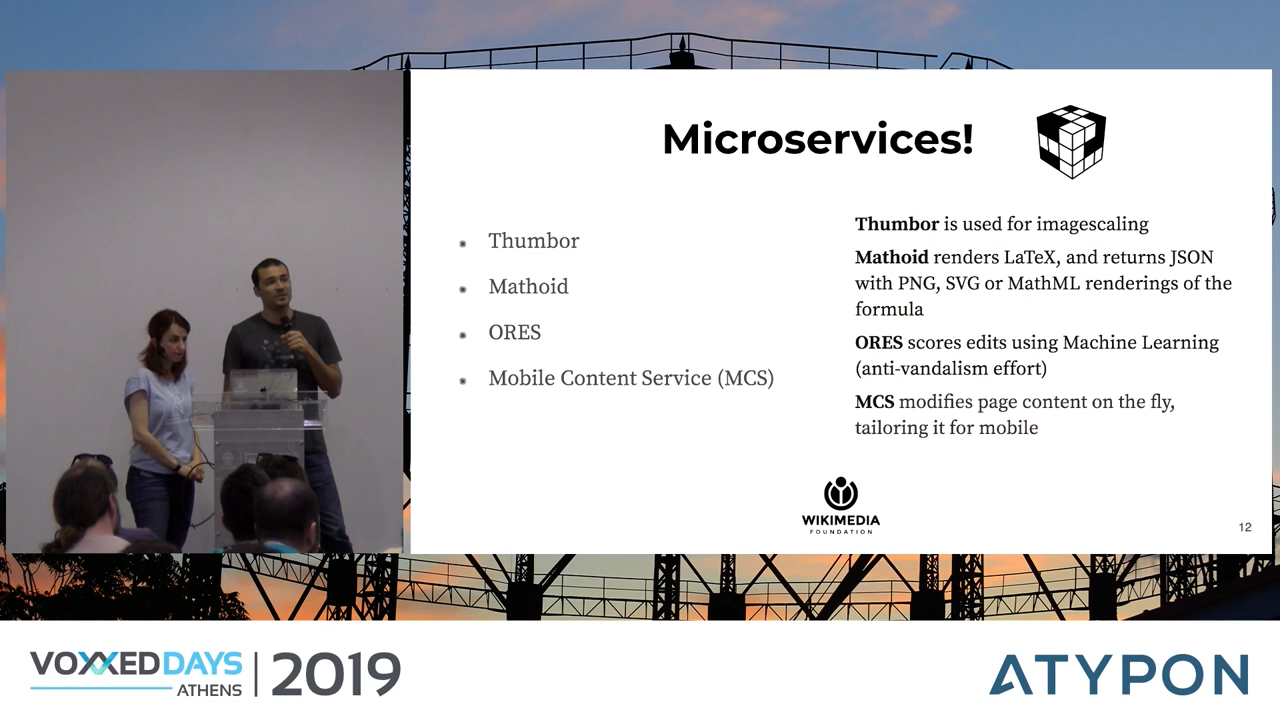 Microservices!
Thumbor
Mathoid
ORES
Mobile Content Service (MCS)
Thumbor is used for imagescaling
Mathoid renders LaTeX, and returns JSON
with PNG, SVG or MathML renderings of the
formula
ORES scores edits using Machine Learning
(anti-vandalism effort)
MCS modifies page content on the fly,
tailoring it for mobile
WIKIMEDIA
FOUNDATION
12
VOXXED DAYS
ATHENS
2019
ATYPON